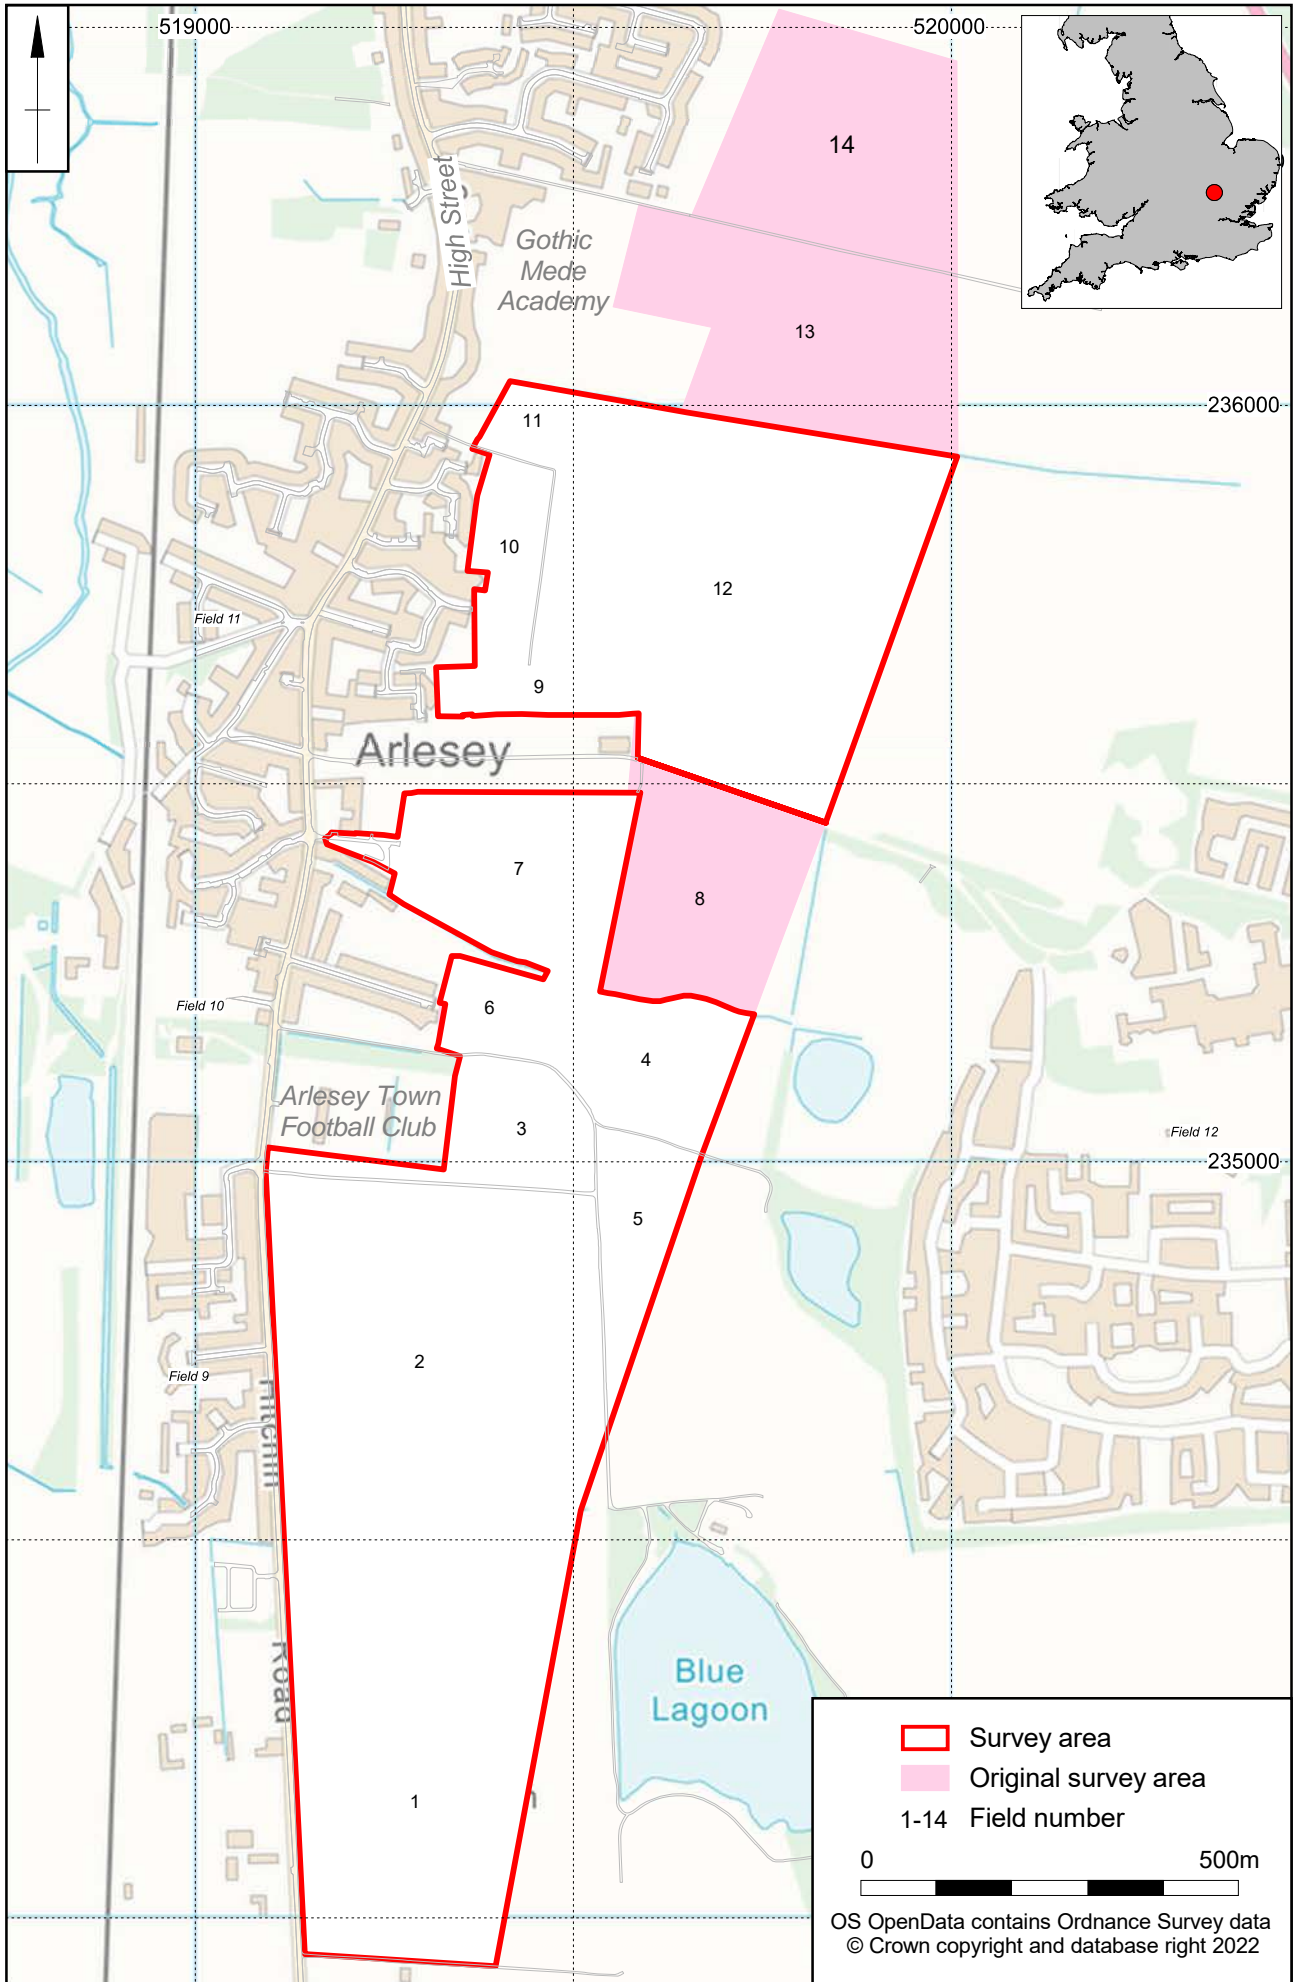 519000
520000
14
High Street
Gothic
Mede
Academy
13
236000
11
10
12
Field 11
9
Arlesey
7
8
Field 10
6
4
Arlesey Town
Football Club
3
Field 12
235000
5
2
Field 9
Hitchin
Road
Blue
Lagoon
1
Survey area
Original survey area
1-14 Field number
0 500m
OS OpenData contains Ordnance Survey data
© Crown copyright and database right 2022